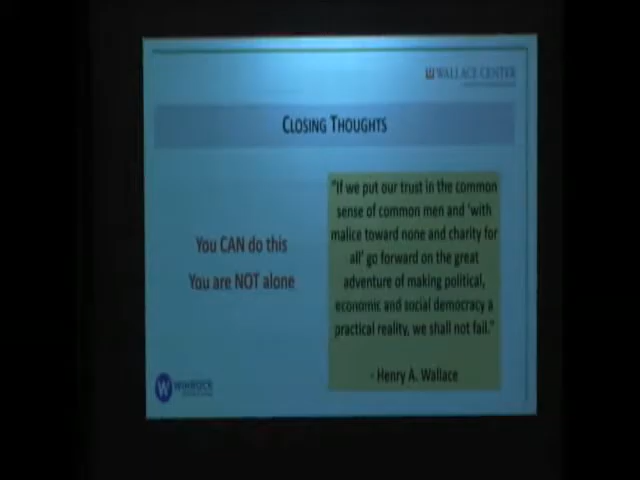 WALLACE CENTER
CLOSING THOUGHTS
You CAN do this
You are NOT alone
"If we put our trust in the common
sense of common men and 'with
malice toward none and charity for
all' go forward on the great
adventure of making political,
economic and social democracy a
practical reality, we shall not fail."
- Henry A. Wallace
W WINROCK